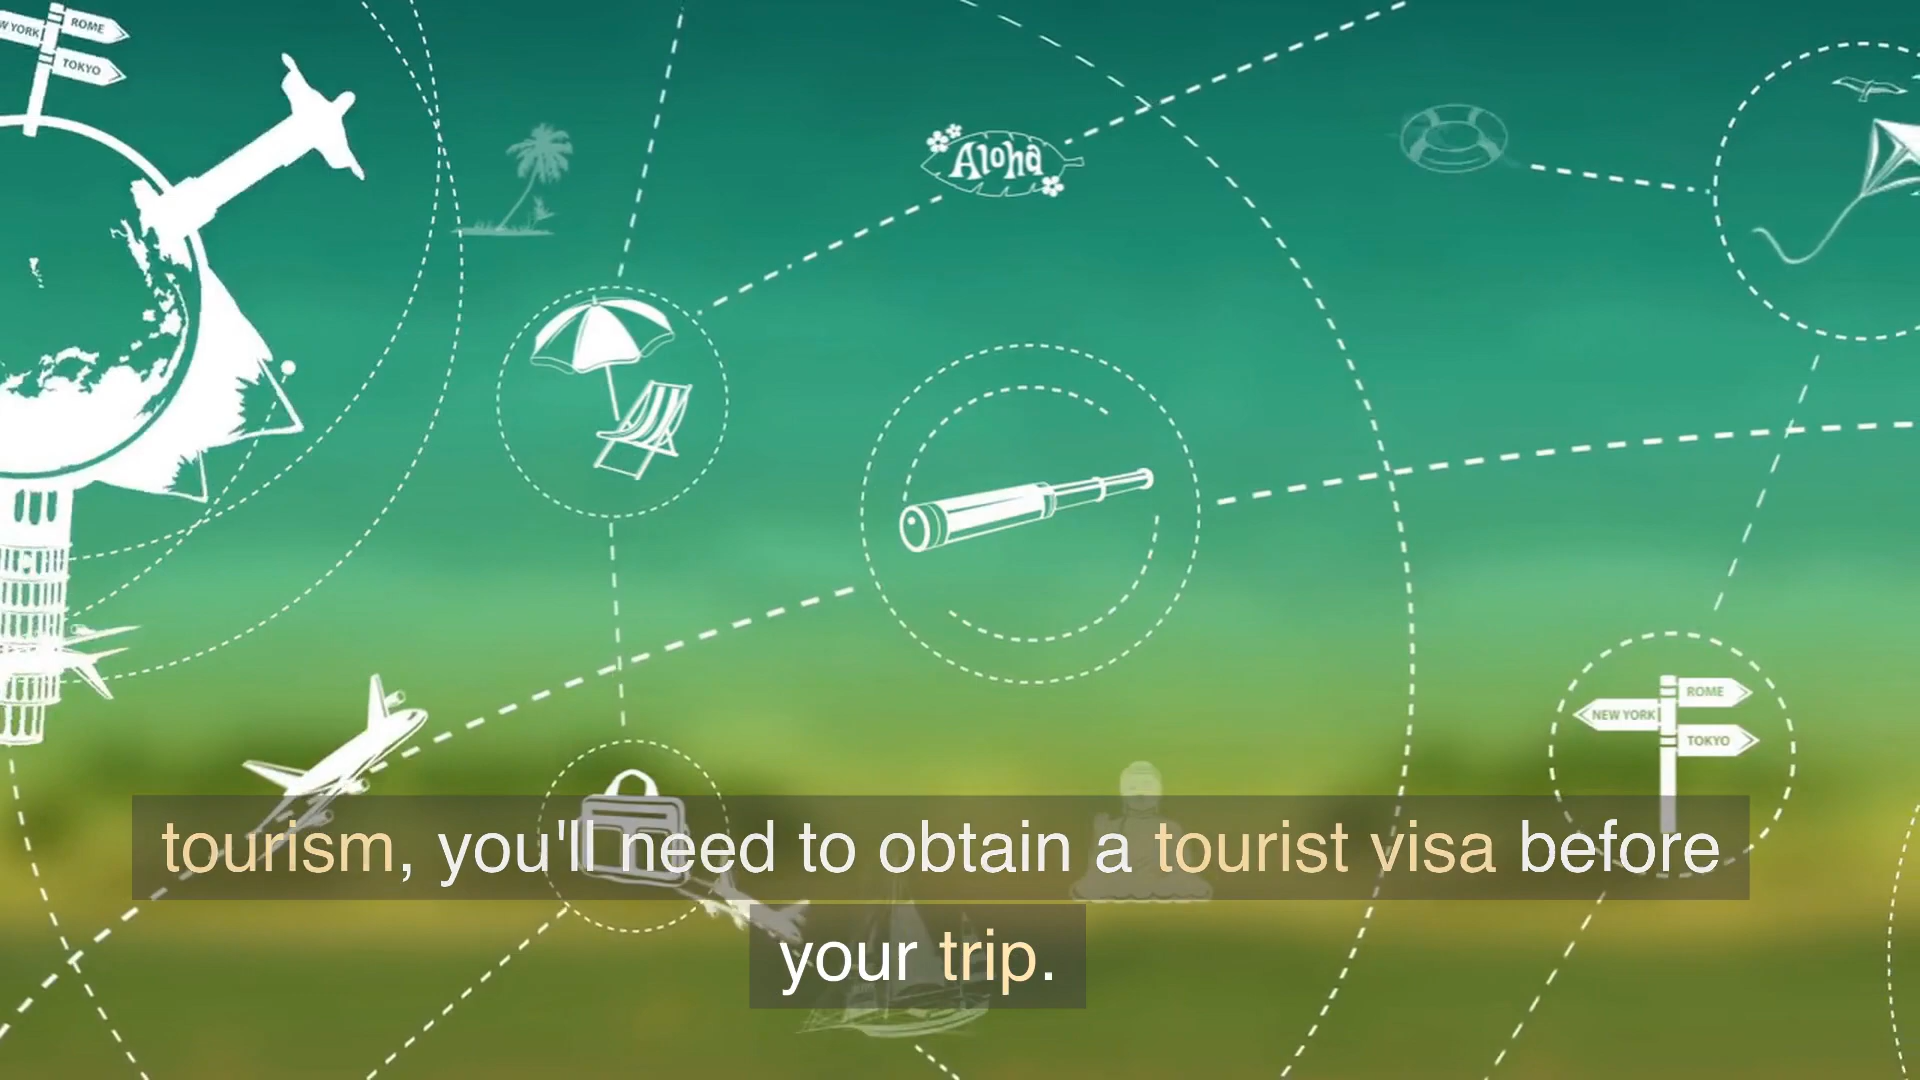 ROME
TOKYO
Aloha
ROME
NEW YORK
TOKYO
tourism, you'll need to obtain a tourist visa before
your trip.